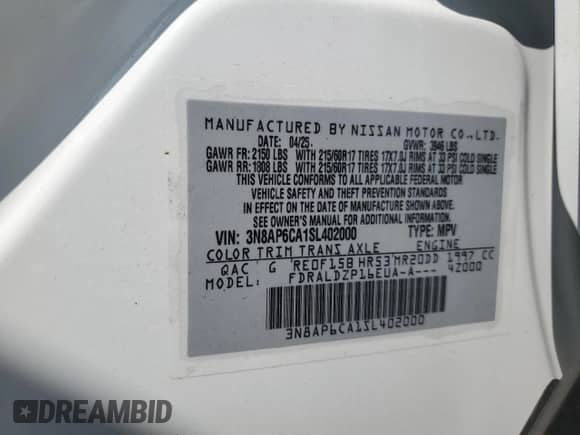 MANUFACTURED BY NISSAN MOTOR CO.,LTD.
DATE: 04/25. GVWR: 3946 LBS
GAWR FR: 2150 LBS WITH 215/60R17 TIRES 17X7.0J RIMS AT 33 PSI COLD SINGLE
GAWR RR: 1808 LBS WITH 215/60R17 TIRES 17X7.0J RIMS AT 33 PSI COLD SINGLE
THIS VEHICLE CONFORMS TO ALL APPLICABLE FEDERAL MOTOR
VEHICLE SAFETY AND THEFT PREVENTION STANDARDS
IN EFFECT ON THE DATE OF MANUFACTURE SHOWN ABOVE.
SEE OWNER'S MANUAL FOR ADDITIONAL INFORMATION.
VIN: 3N8AP6CA1SL402000 TYPE: MPV
COLOR TRIM TRANS AXLE ENGINE
QAC G RE0F15B HR53 MR20DD 1997 CC
MODEL: FDRALDZP16EUA-A--- 42000
3N8AP6CA1SL402000
DREAMBID